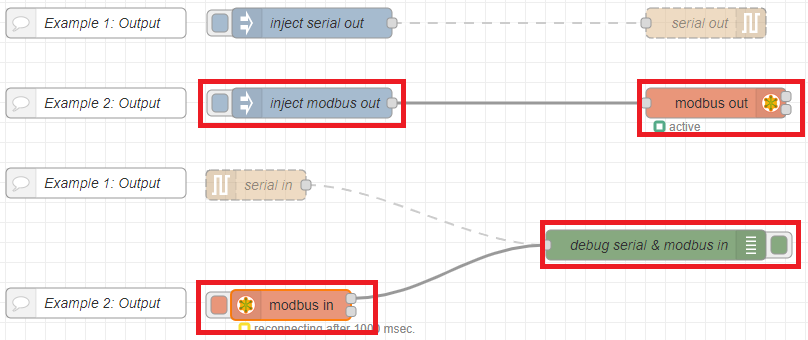 Example 1: Output
inject serial out
serial out
Example 2: Output
inject modbus out
modbus out
active
Example 1: Output
serial in
debug serial & modbus in
Example 2: Output
modbus in
reconnecting after 1000 msec.